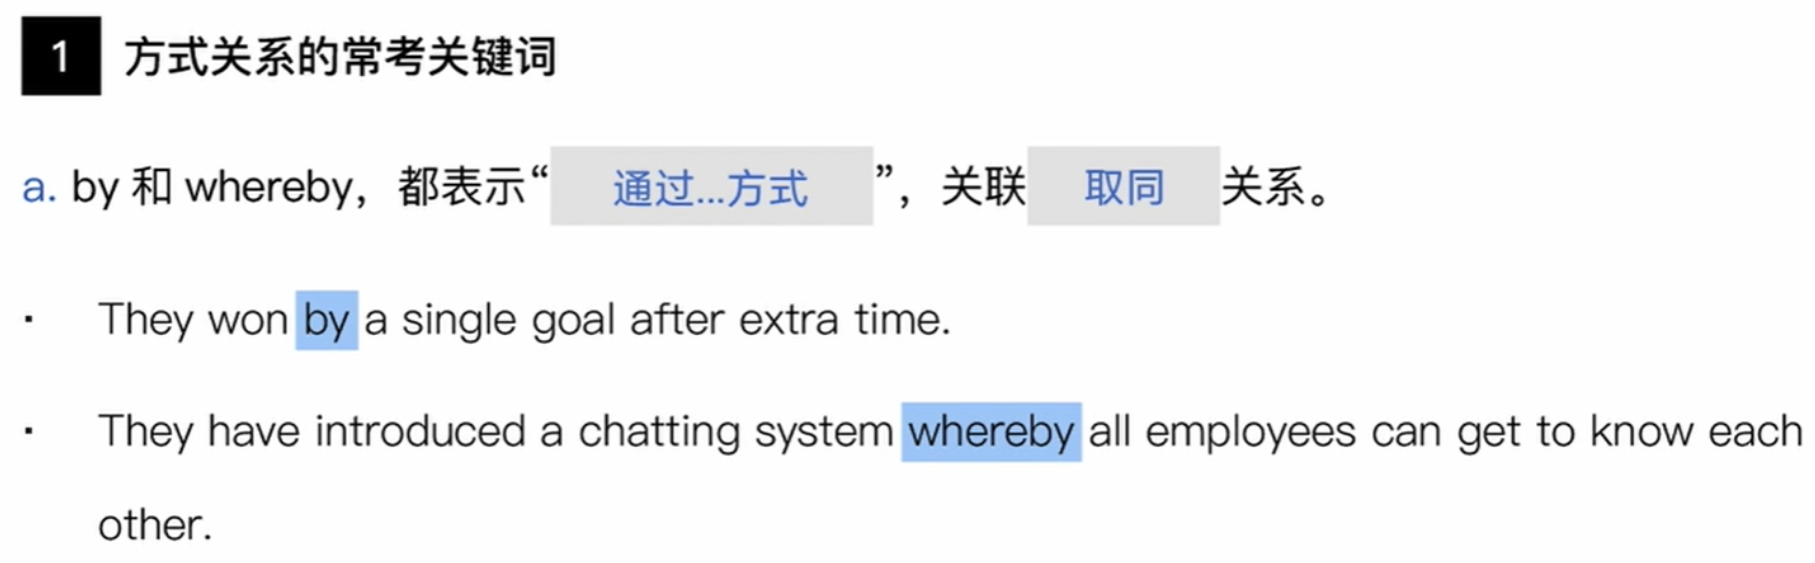 1 方式关系的常考关键词
a. by 和 whereby，都表示“ 通过...方式 ”，关联 取同 关系。
· They won by a single goal after extra time.
· They have introduced a chatting system whereby all employees can get to know each
other.